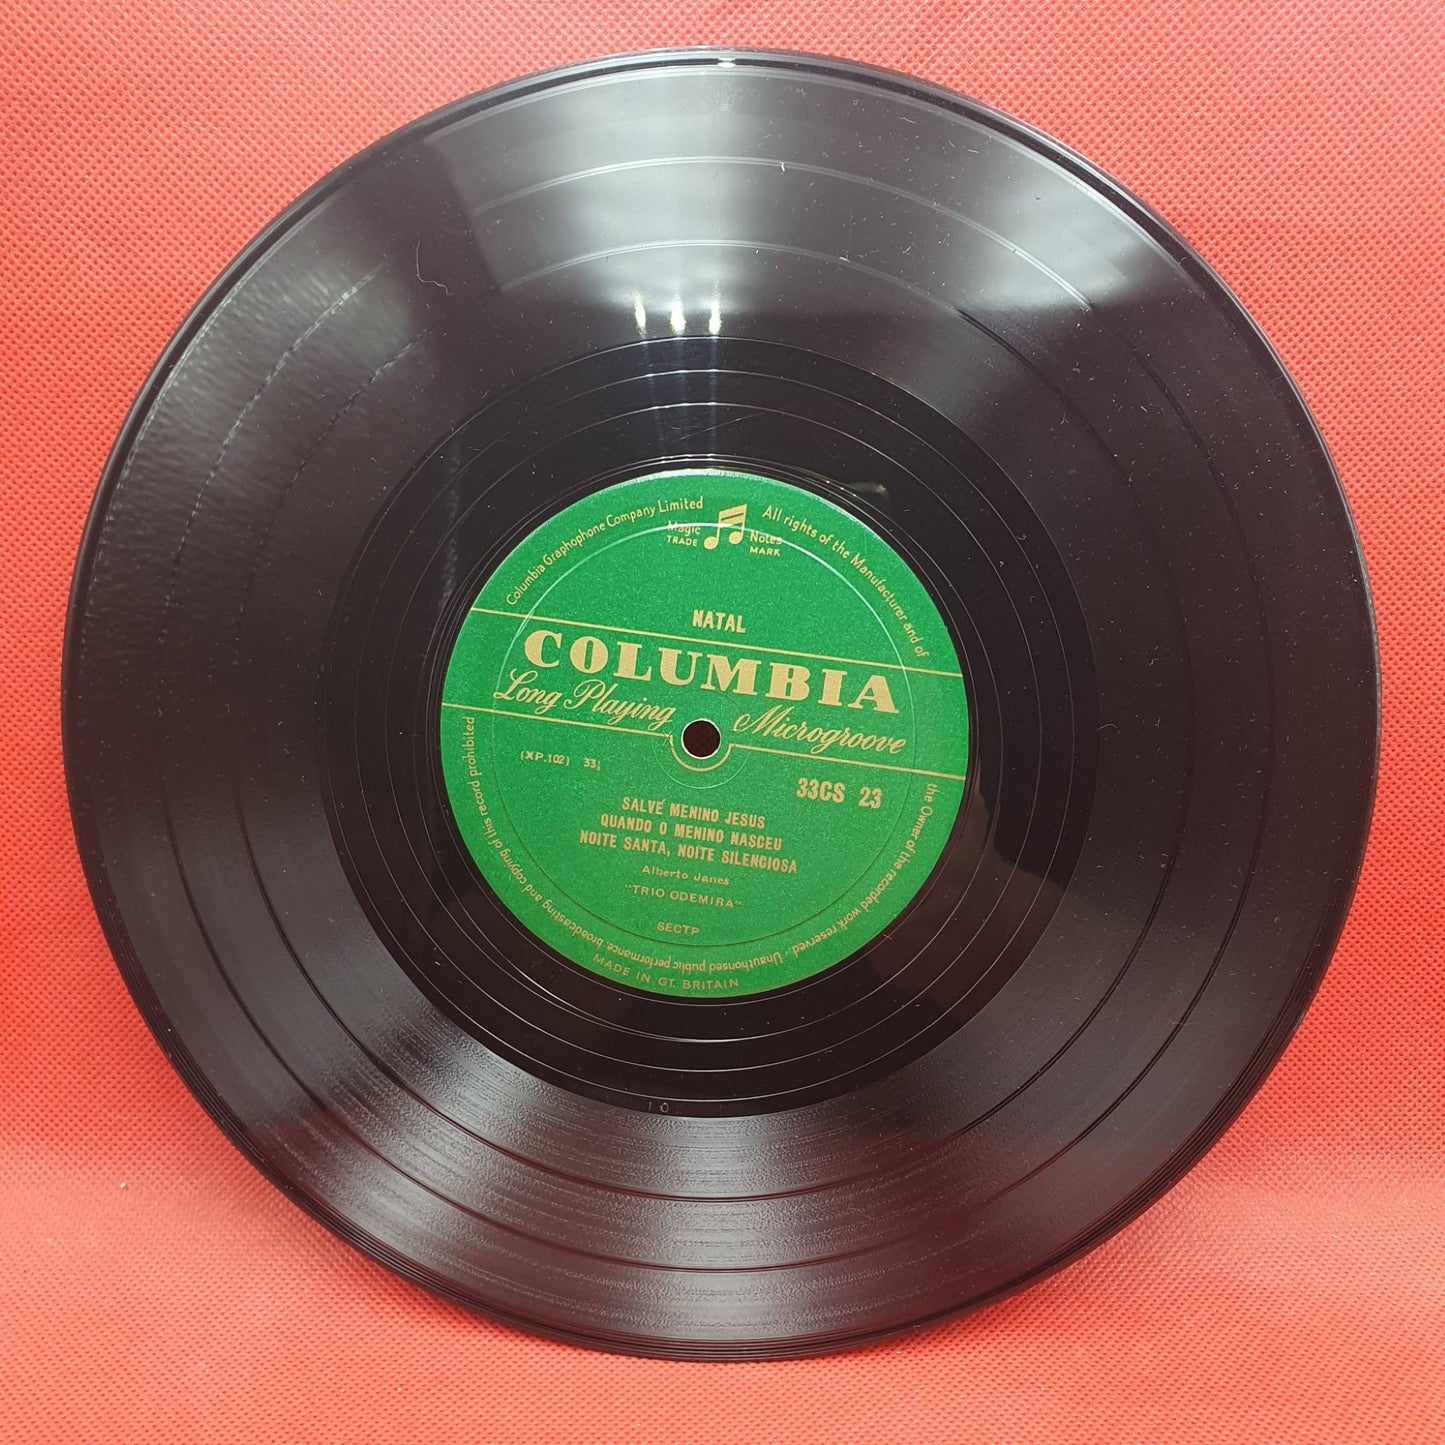 Columbia Graphophone Company Limited
All rights of the Manufacturer and of
the Owner of the recorded work reserved. Unauthorised public performance, broadcasting and copying of this record prohibited
Magic Notes
TRADE MARK
NATAL
COLUMBIA
Long Playing Microgroove
(XP.102) 33⅓
33CS 23
SALVÉ MENINO JESUS
QUANDO O MENINO NASCEU
NOITE SANTA, NOITE SILENCIOSA
Alberto Janes
"TRIO ODEMIRA"
SECTP
MADE IN GT. BRITAIN